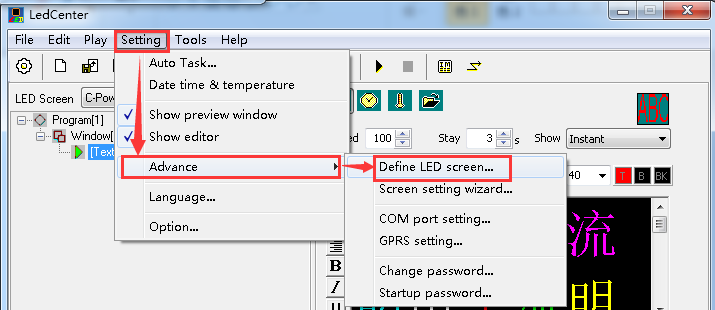 LedCenter
File Edit Play Setting Tools Help
Auto Task...
Date time & temperature
LED Screen C-Pow
Show preview window
Program[1]
Show editor
100 Stay 3 s Show Instant
Window[
[Tex
Advance
Define LED screen...
40 T B BK
Screen setting wizard...
Language...
COM port setting...
流
GPRS setting...
Option...
B
Change password...
I
明
Startup password...
U